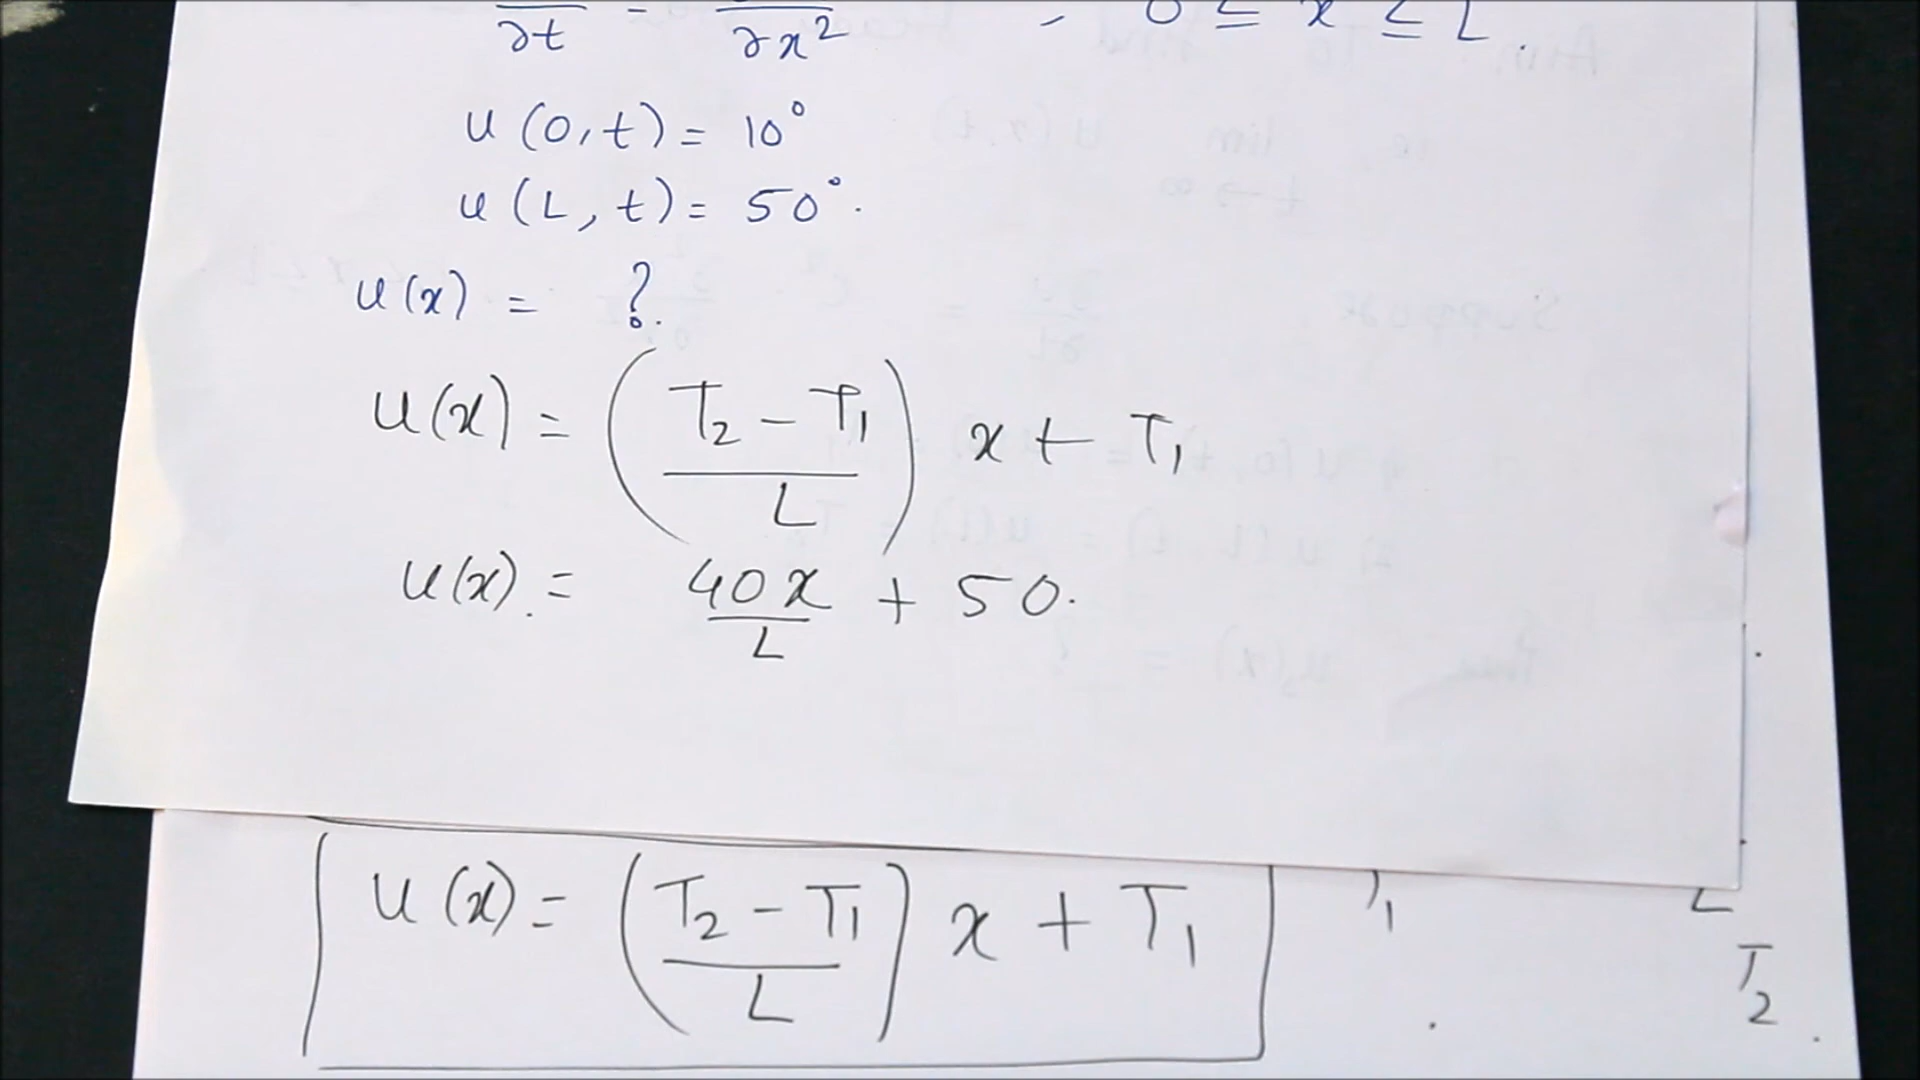 ∂t = ∂x² , 0 ≤ x ≤ L.
u(0,t) = 10°
u(L,t) = 50°.
u(x) = ?.
u(x) = (T₂ - T₁ / L) x + T₁
u(x). = 40x/L + 50.
u(x) = (T₂ - T₁ / L) x + T₁
T₂